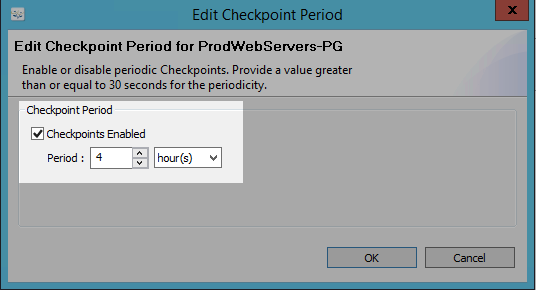 Edit Checkpoint Period
x
Edit Checkpoint Period for ProdWebServers-PG
Enable or disable periodic Checkpoints. Provide a value greater
than or equal to 30 seconds for the periodicity.
Checkpoint Period
Checkpoints Enabled
Period : 4 hour(s)
OK Cancel